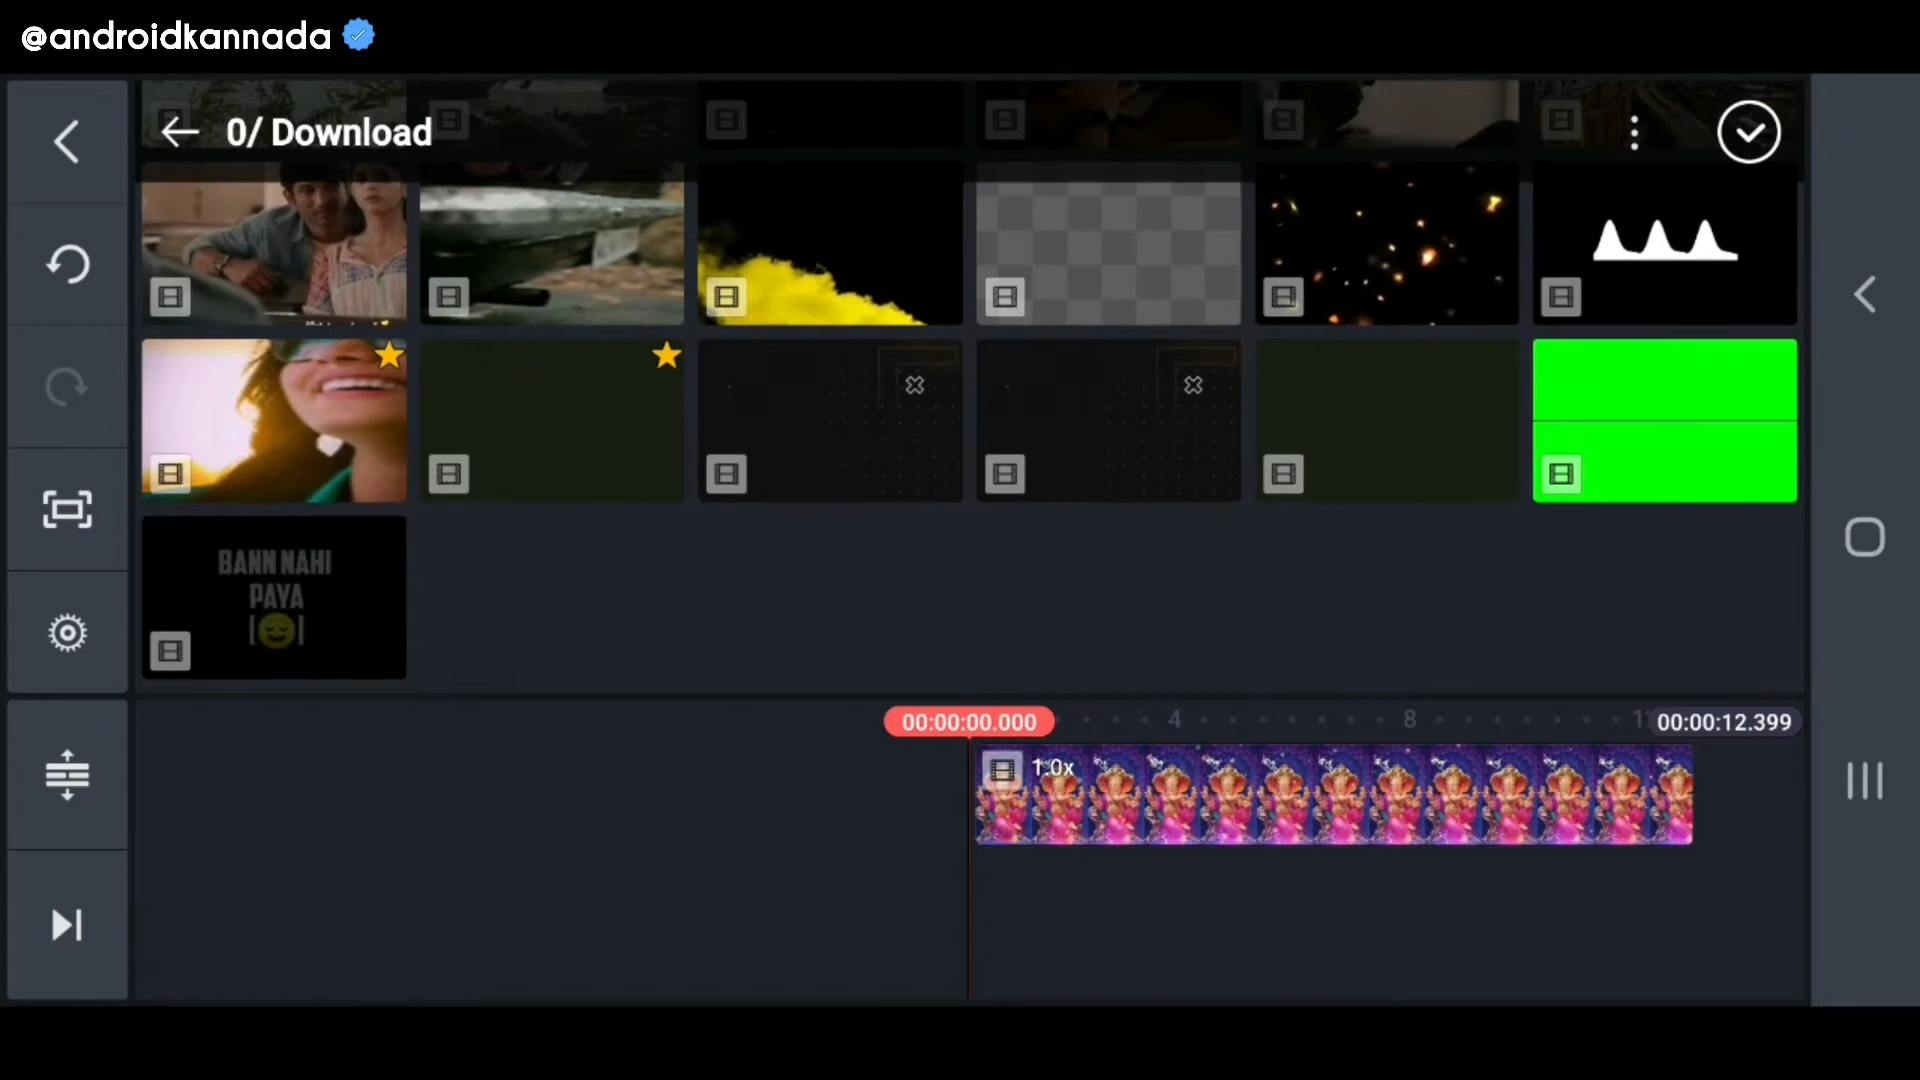 @androidkannada
0/ Download
BANN NAHI
PAYA
00:00:00.000
4
8
00:00:12.399
1.0x